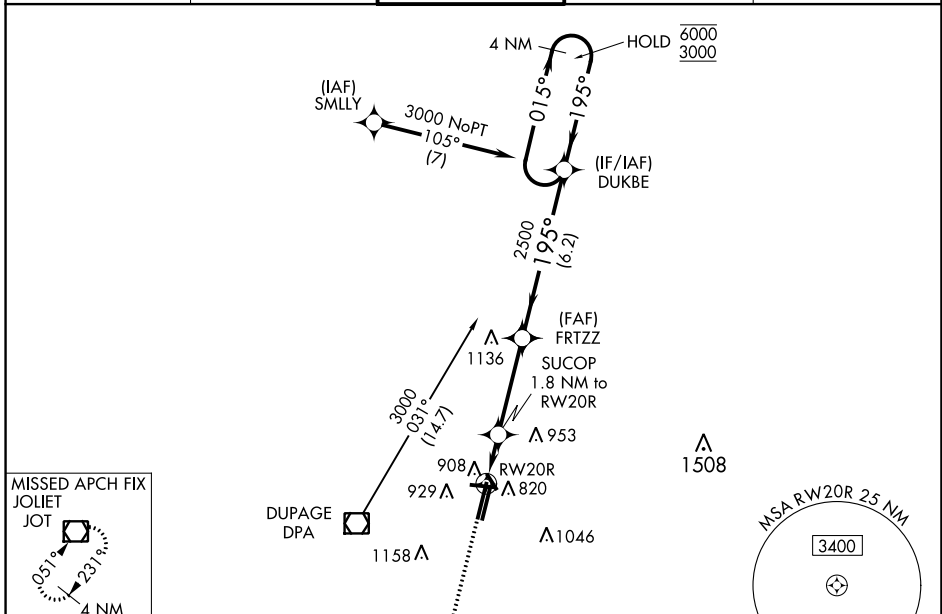 4 NM
HOLD
6000
3000
015°
195°
(IAF)
SMLLY
3000 NoPT
105°
(7)
(IF/IAF)
DUKBE
2500
195°
(6.2)
(FAF)
FRTZZ
1136
SUCOP
1.8 NM to
RW20R
3000
031°
(14.7)
953
1508
908
RW20R
929
820
MISSED APCH FIX
JOLIET
JOT
051°
231°
4 NM
DUPAGE
DPA
1158
1046
MSA RW20R 25 NM
3400